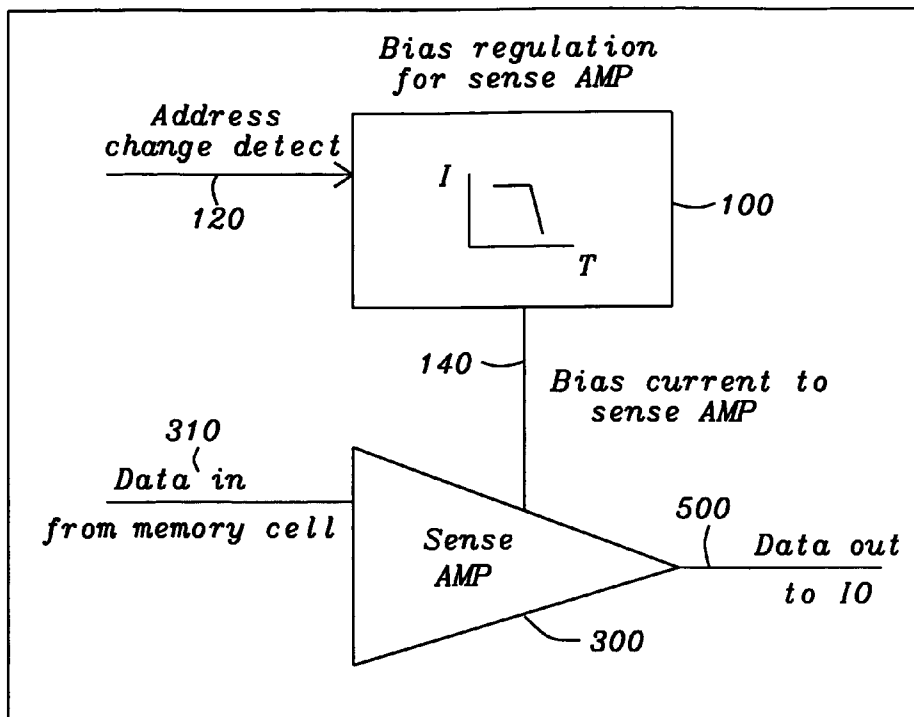 Bias regulation
for sense AMP
Address
change detect
120
I
T
100
140
Bias current to
sense AMP
310
Data in
from memory cell
Sense
AMP
300
500
Data out
to IO